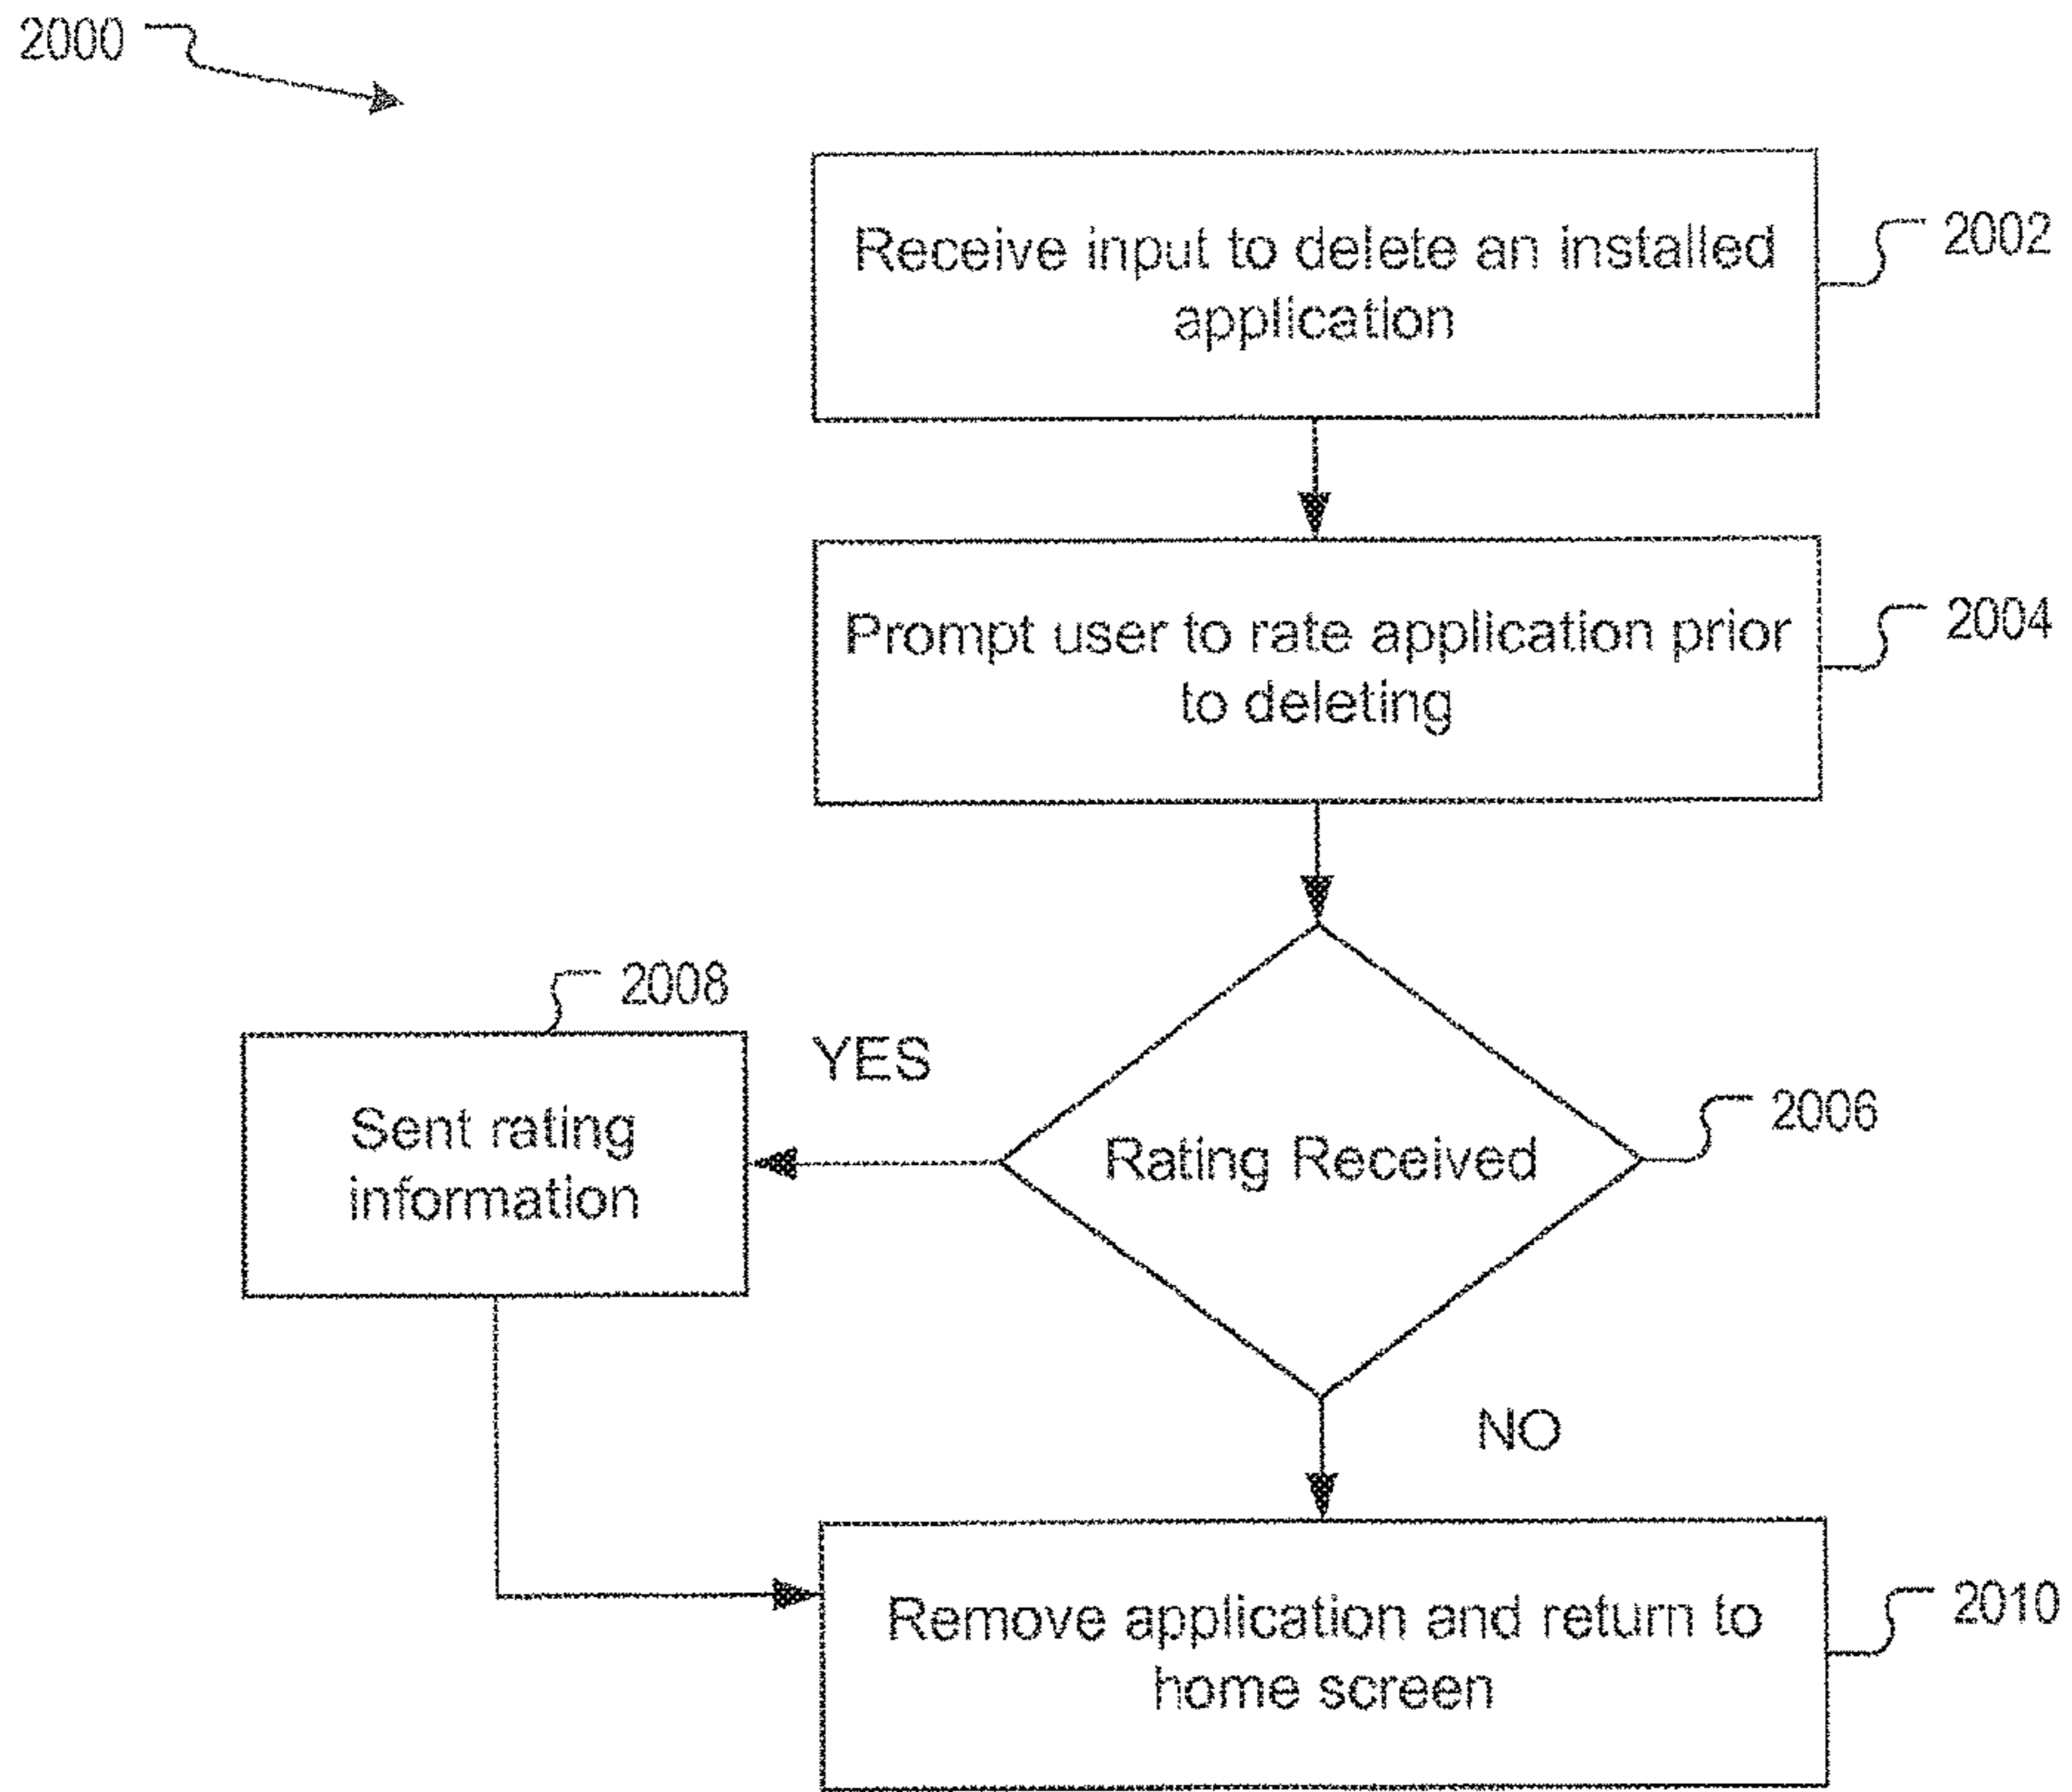 2000
Receive input to delete an installed
application
2002
Prompt user to rate application prior
to deleting
2004
2008
YES
Sent rating
information
Rating Received
2006
NO
Remove application and return to
home screen
2010